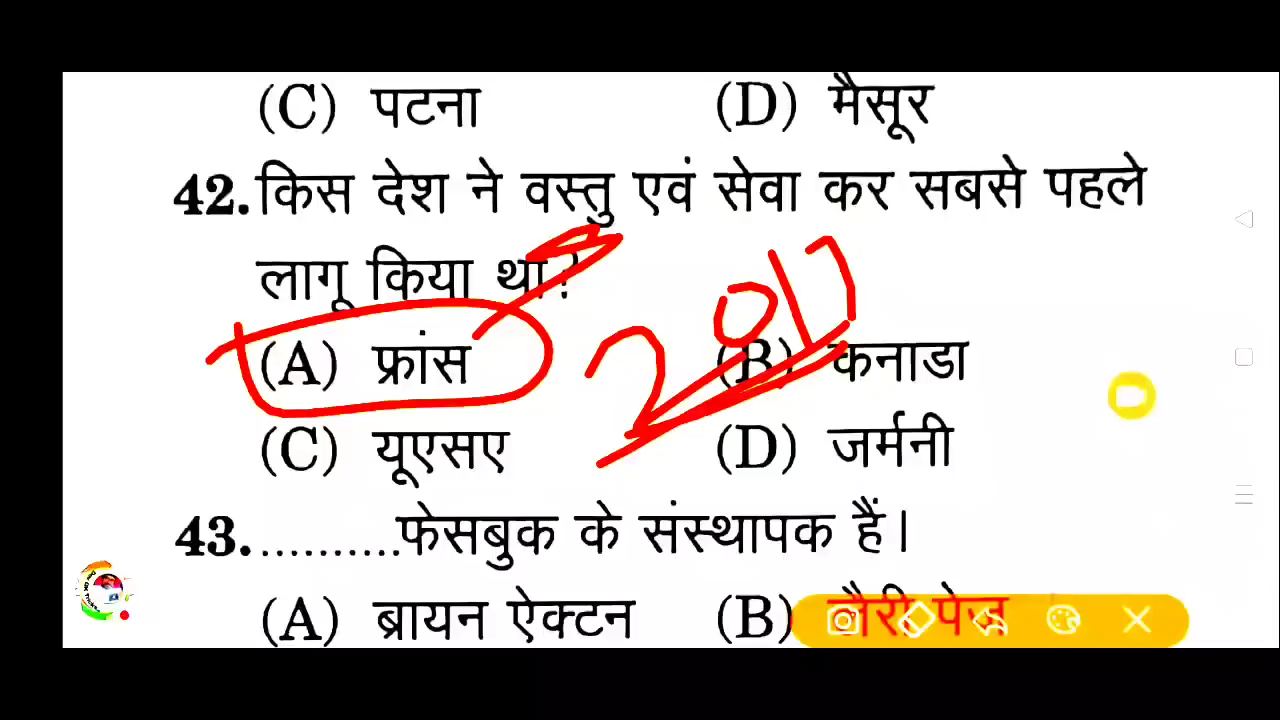 (C) पटना (D) मैसूर
42. किस देश ने वस्तु एवं सेवा कर सबसे पहले
लागू किया था?
(A) फ्रांस (B) कनाडा
2017
(C) यूएसए (D) जर्मनी
43. ..........फेसबुक के संस्थापक हैं।
(A) ब्रायन ऐक्टन (B) लैरी पेज